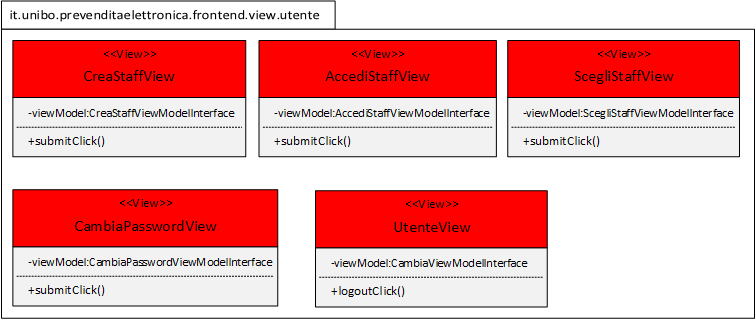 it.unibo.prevenditaelettronica.frontend.view.utente
<<View>>
CreaStaffView
-viewModel:CreaStaffViewModelInterface
+submitClick()
<<View>>
AccediStaffView
-viewModel:AccediStaffViewModelInterface
+submitClick()
<<View>>
ScegliStaffView
-viewModel:ScegliStaffViewModelInterface
+submitClick()
<<View>>
CambiaPasswordView
-viewModel:CambiaPasswordViewModelInterface
+submitClick()
<<View>>
UtenteView
-viewModel:CambiaViewModelInterface
+logoutClick()